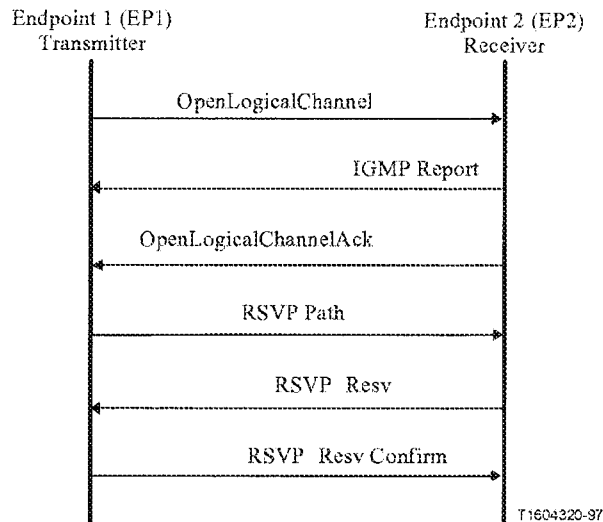 Endpoint 1 (EP1)
Transmitter
Endpoint 2 (EP2)
Receiver
OpenLogicalChannel
IGMP Report
OpenLogicalChannelAck
RSVP Path
RSVP Resv
RSVP Resv Confirm
T1604320-97